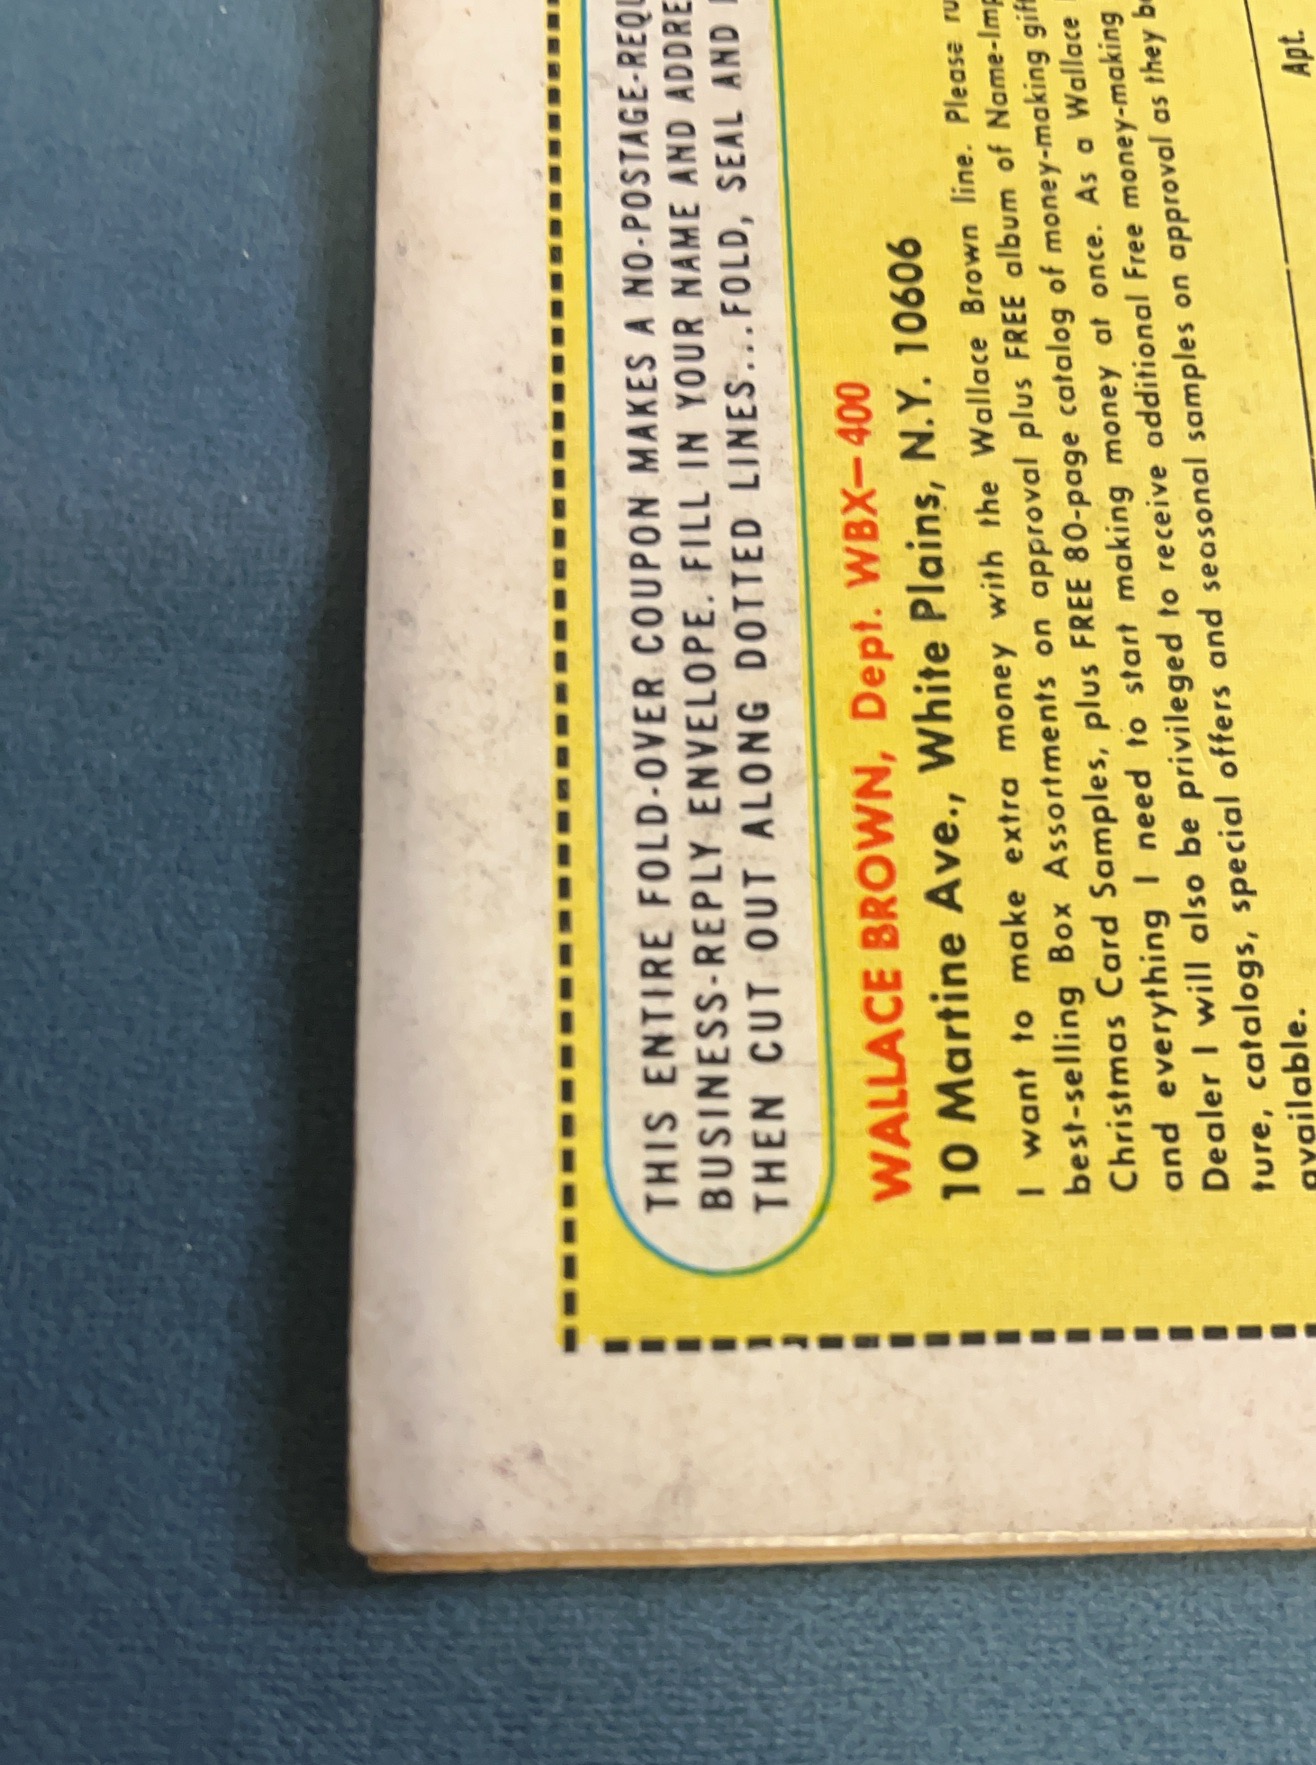 THIS ENTIRE FOLD-OVER COUPON MAKES A NO-POSTAGE-
BUSINESS-REPLY ENVELOPE. FILL IN YOUR NAME AND
THEN CUT OUT ALONG DOTTED LINES...FOLD, SEAL AND
WALLACE BROWN, Dept. WBX-400
10 Martine Ave., White Plains, N.Y. 10606
I want to make extra money with the Wallace Brown line. Please
best-selling Box Assortments on approval plus FREE album of
Christmas Card Samples, plus FREE 80-page catalog of money-making
and everything I need to start making money at once. As a Wallace
Dealer I will also be privileged to receive additional Free money-making
ture, catalogs, special offers and seasonal samples on approval as they
available.
Apt.